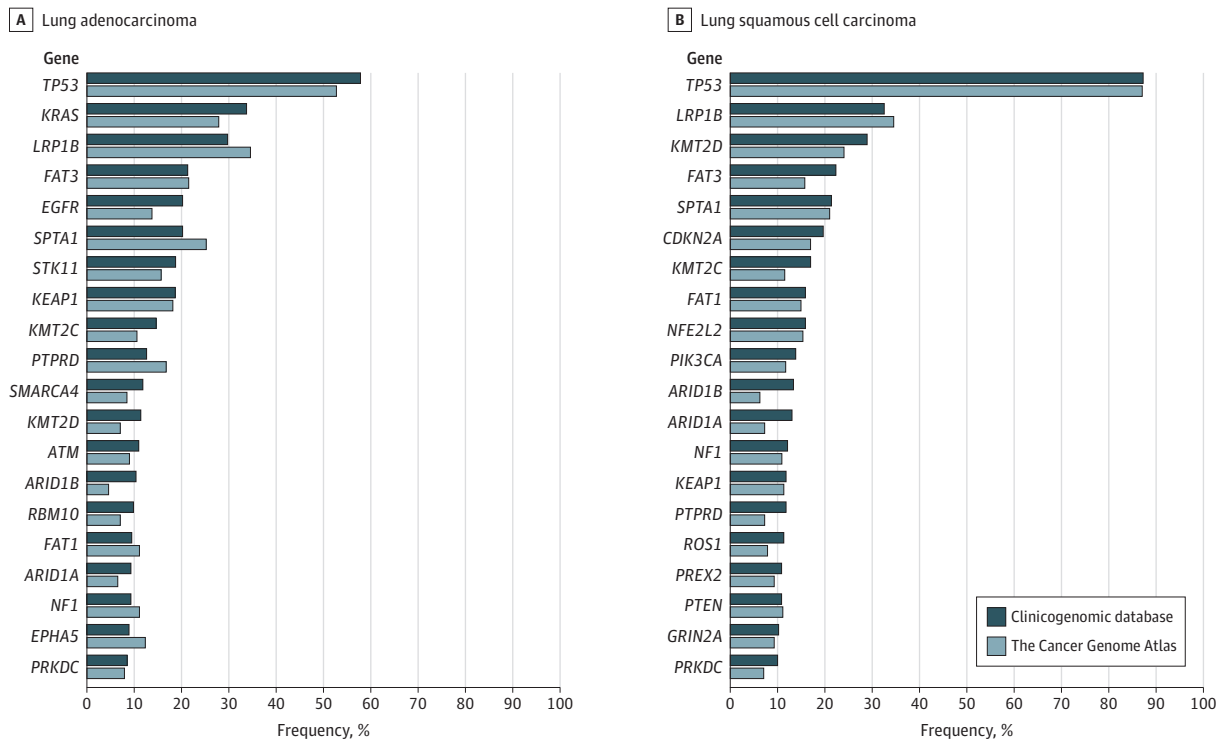 A Lung adenocarcinoma
Gene
TP53
KRAS
LRP1B
FAT3
EGFR
SPTA1
STK11
KEAP1
KMT2C
PTPRD
SMARCA4
KMT2D
ATM
ARID1B
RBM10
FAT1
ARID1A
NF1
EPHA5
PRKDC
0 10 20 30 40 50 60 70 80 90 100
Frequency, %
B Lung squamous cell carcinoma
Gene
TP53
LRP1B
KMT2D
FAT3
SPTA1
CDKN2A
KMT2C
FAT1
NFE2L2
PIK3CA
ARID1B
ARID1A
NF1
KEAP1
PTPRD
ROS1
PREX2
PTEN
GRIN2A
PRKDC
0 10 20 30 40 50 60 70 80 90 100
Frequency, %
Clinicogenomic database
The Cancer Genome Atlas